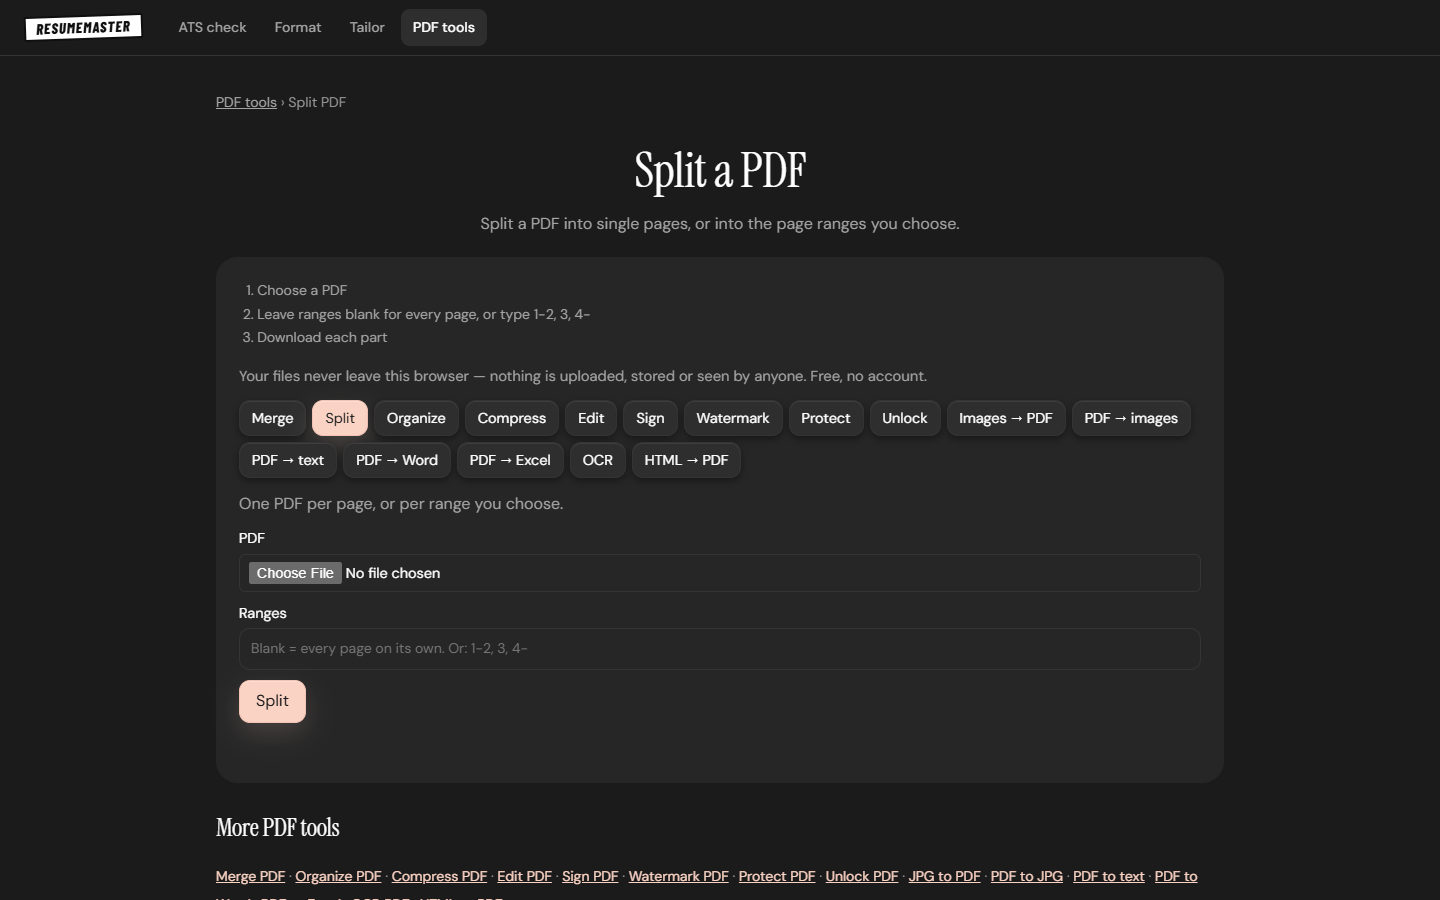 RESUMEMASTER
ATS check
Format
Tailor
PDF tools
PDF tools › Split PDF
Split a PDF
Split a PDF into single pages, or into the page ranges you choose.
1. Choose a PDF
2. Leave ranges blank for every page, or type 1-2, 3, 4-
3. Download each part
Your files never leave this browser — nothing is uploaded, stored or seen by anyone. Free, no account.
Merge Split Organize Compress Edit Sign Watermark Protect Unlock Images → PDF PDF → images
PDF → text PDF → Word PDF → Excel OCR HTML → PDF
One PDF per page, or per range you choose.
PDF
Choose File No file chosen
Ranges
Blank = every page on its own. Or: 1-2, 3, 4-
Split
More PDF tools
Merge PDF · Organize PDF · Compress PDF · Edit PDF · Sign PDF · Watermark PDF · Protect PDF · Unlock PDF · JPG to PDF · PDF to JPG · PDF to text · PDF to